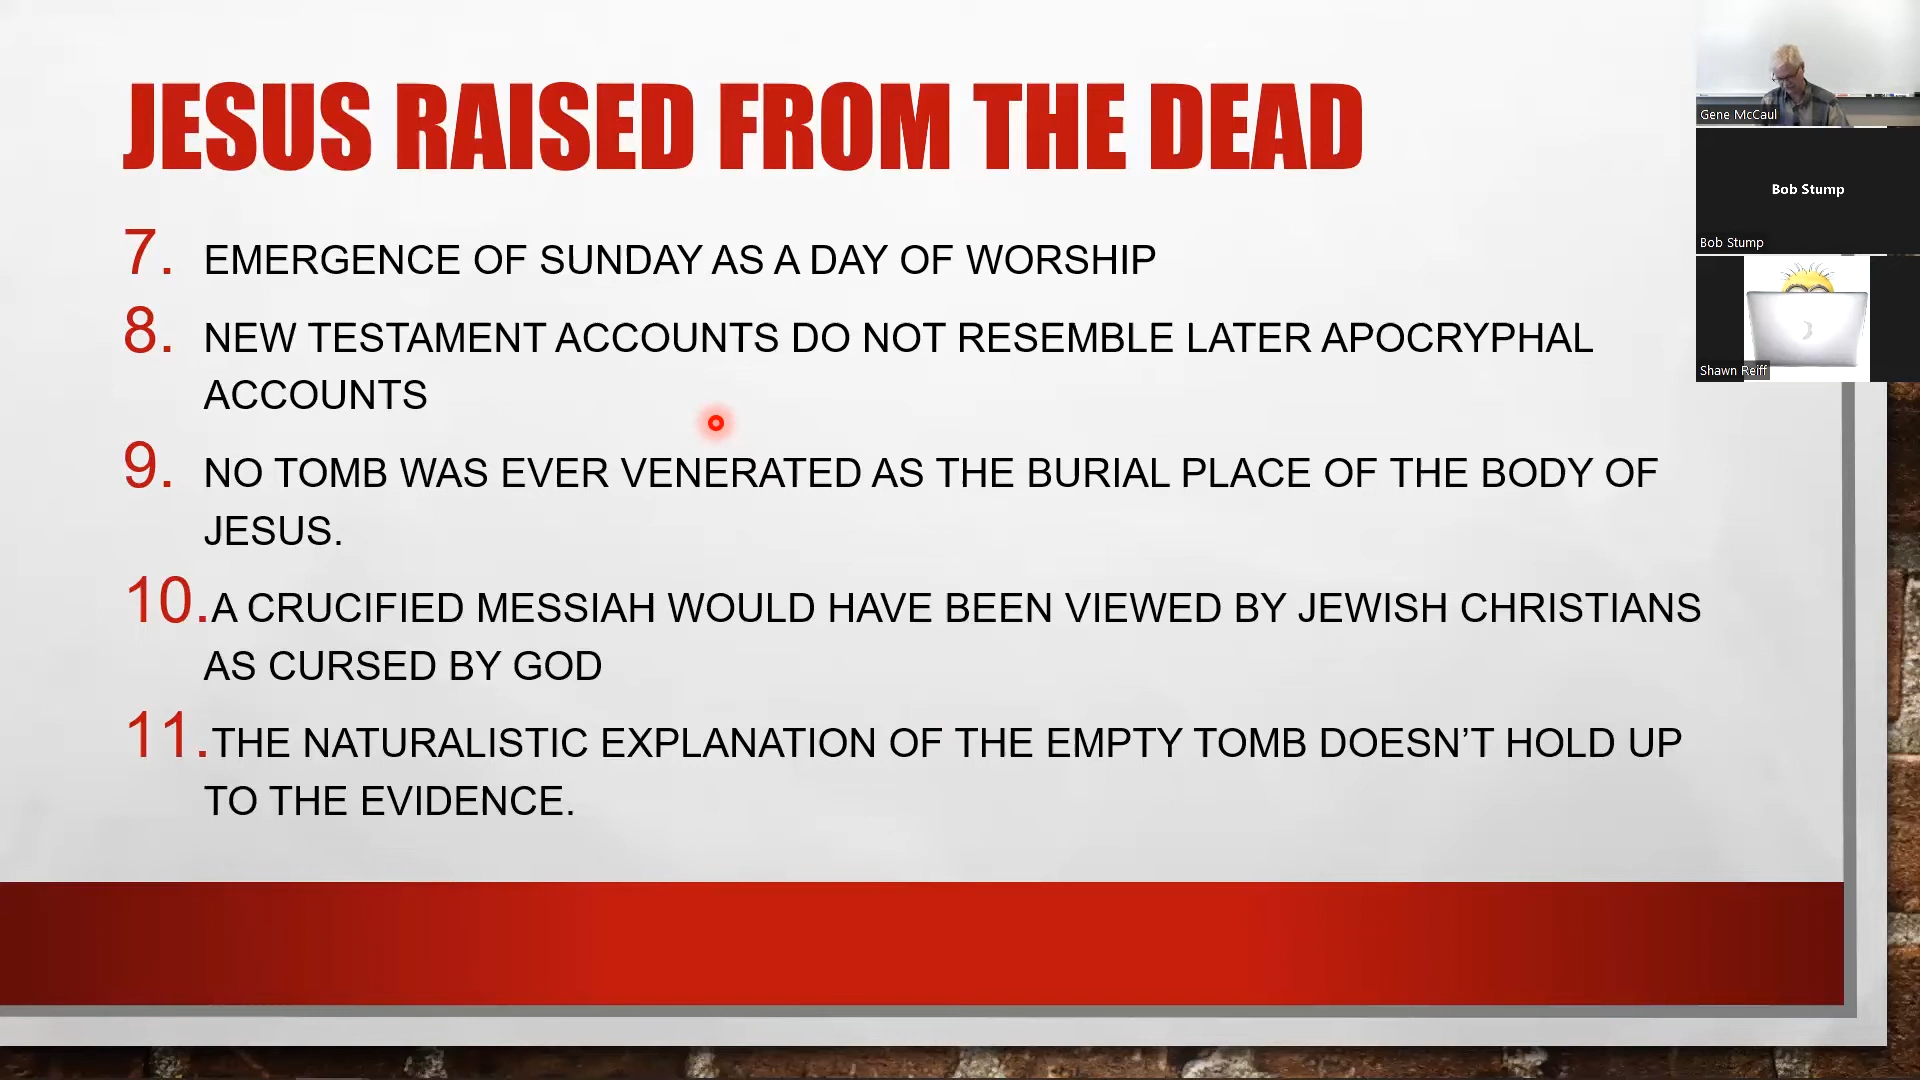 JESUS RAISED FROM THE DEAD
7. EMERGENCE OF SUNDAY AS A DAY OF WORSHIP
8. NEW TESTAMENT ACCOUNTS DO NOT RESEMBLE LATER APOCRYPHAL
ACCOUNTS
9. NO TOMB WAS EVER VENERATED AS THE BURIAL PLACE OF THE BODY OF
JESUS.
10. A CRUCIFIED MESSIAH WOULD HAVE BEEN VIEWED BY JEWISH CHRISTIANS
AS CURSED BY GOD
11. THE NATURALISTIC EXPLANATION OF THE EMPTY TOMB DOESN’T HOLD UP
TO THE EVIDENCE.
Gene McCaul
Bob Stump
Bob Stump
Shawn Reiff